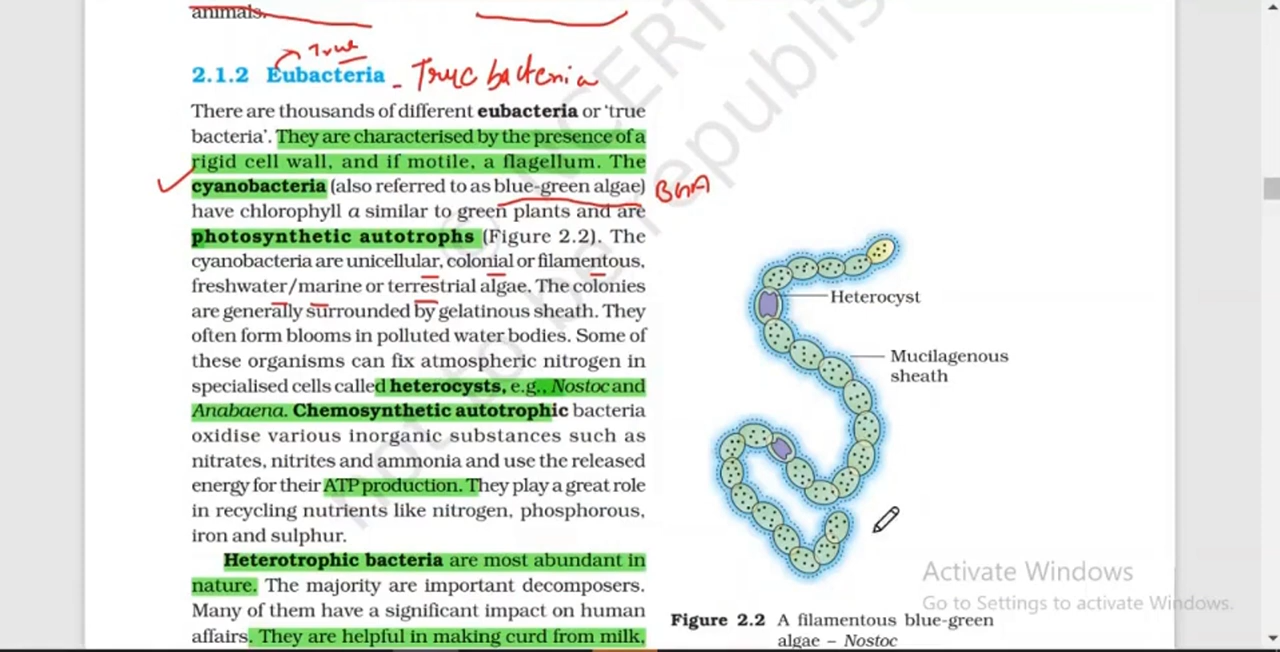 animals.
True
2.1.2 Eubacteria - True bacteria
There are thousands of different eubacteria or ‘true
bacteria’. They are characterised by the presence of a
rigid cell wall, and if motile, a flagellum. The
cyanobacteria (also referred to as blue-green algae) BGA
have chlorophyll a similar to green plants and are
photosynthetic autotrophs (Figure 2.2). The
cyanobacteria are unicellular, colonial or filamentous,
freshwater/marine or terrestrial algae. The colonies
are generally surrounded by gelatinous sheath. They
often form blooms in polluted water bodies. Some of
these organisms can fix atmospheric nitrogen in
specialised cells called heterocysts, e.g., Nostoc and
Anabaena. Chemosynthetic autotrophic bacteria
oxidise various inorganic substances such as
nitrates, nitrites and ammonia and use the released
energy for their ATP production. They play a great role
in recycling nutrients like nitrogen, phosphorous,
iron and sulphur.
Heterotrophic bacteria are most abundant in
nature. The majority are important decomposers.
Many of them have a significant impact on human
affairs. They are helpful in making curd from milk,
Heterocyst
Mucilagenous
sheath
Figure 2.2 A filamentous blue-green
algae – Nostoc
© NCERT
not to be republis
Activate Windows
Go to Settings to activate Windows.